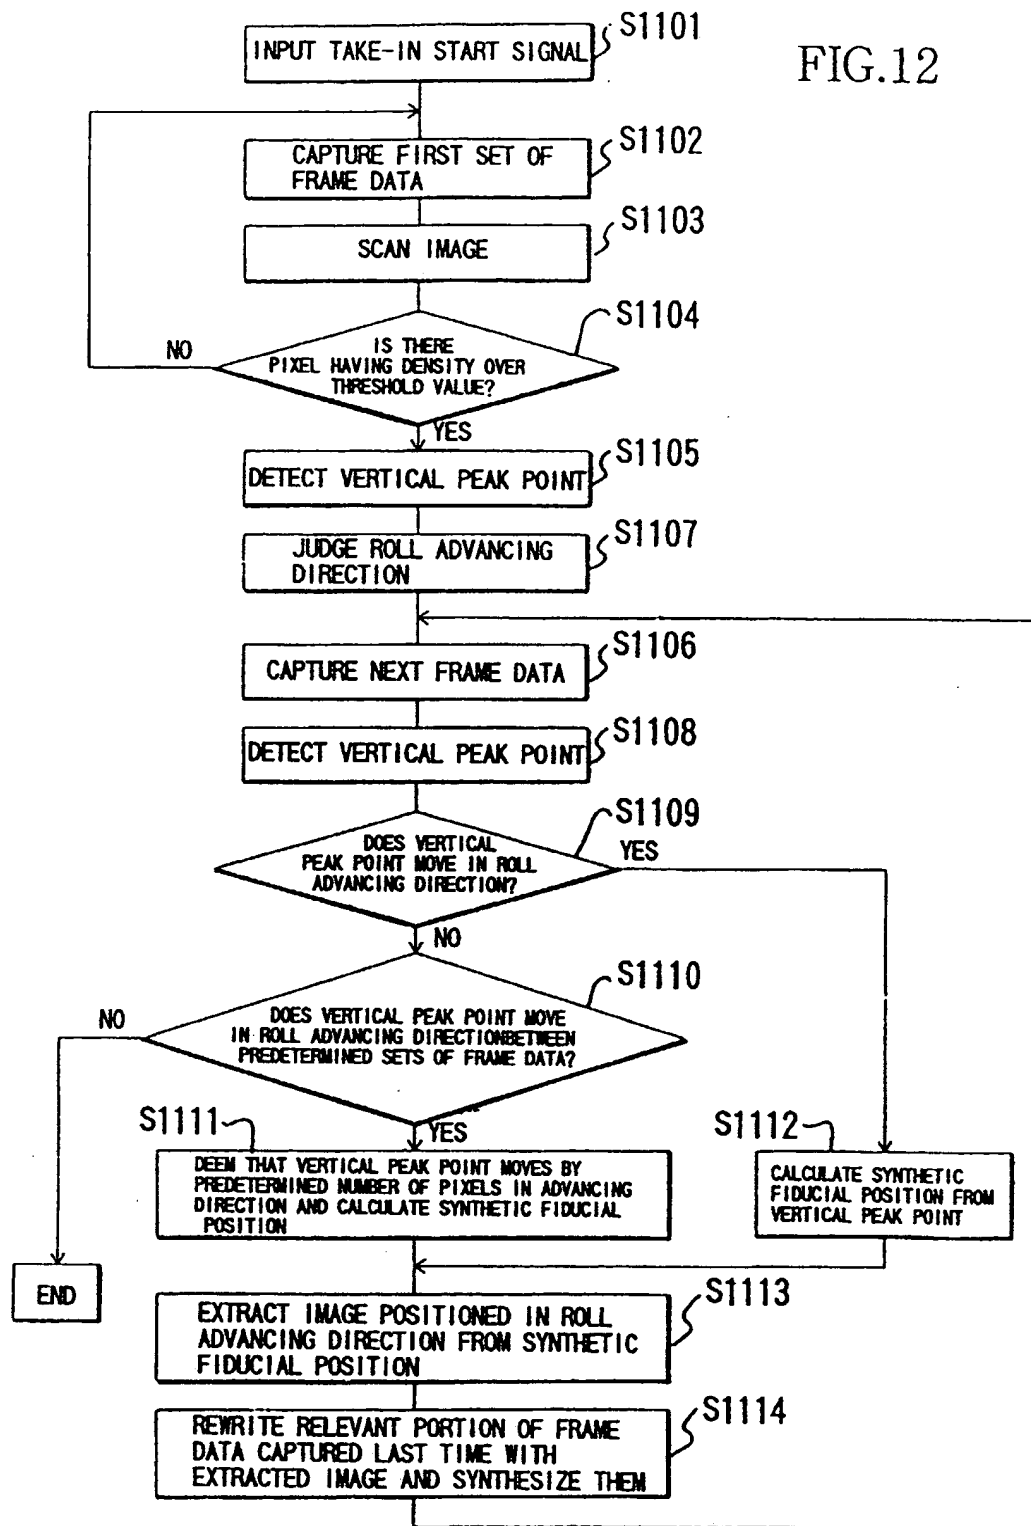 S1101
INPUT TAKE-IN START SIGNAL
FIG.12
S1102
CAPTURE FIRST SET OF
FRAME DATA
S1103
SCAN IMAGE
S1104
IS THERE
PIXEL HAVING DENSITY OVER
THRESHOLD VALUE?
NO
YES
S1105
DETECT VERTICAL PEAK POINT
S1107
JUDGE ROLL ADVANCING
DIRECTION
S1106
CAPTURE NEXT FRAME DATA
S1108
DETECT VERTICAL PEAK POINT
S1109
DOES VERTICAL
PEAK POINT MOVE IN ROLL
ADVANCING DIRECTION?
YES
NO
S1110
DOES VERTICAL PEAK POINT MOVE
IN ROLL ADVANCING DIRECTIONBETWEEN
PREDETERMINED SETS OF FRAME DATA?
NO
YES
S1111
DEEM THAT VERTICAL PEAK POINT MOVES BY
PREDETERMINED NUMBER OF PIXELS IN ADVANCING
DIRECTION AND CALCULATE SYNTHETIC FIDUCIAL
POSITION
S1112
CALCULATE SYNTHETIC
FIDUCIAL POSITION FROM
VERTICAL PEAK POINT
END
S1113
EXTRACT IMAGE POSITIONED IN ROLL
ADVANCING DIRECTION FROM SYNTHETIC
FIDUCIAL POSITION
S1114
REWRITE RELEVANT PORTION OF FRAME
DATA CAPTURED LAST TIME WITH
EXTRACTED IMAGE AND SYNTHESIZE THEM